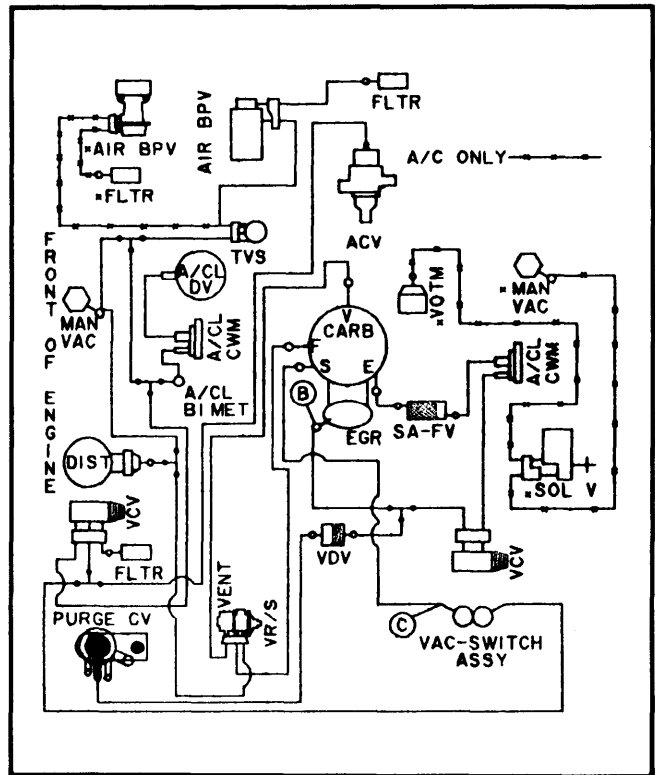 FLTR
AIR BPV
*AIR BPV
*FLTR
A/C ONLY
TVS
ACV
FRONT OF ENGINE
A/CL
DV
MAN
VAC
A/CL
CWM
V
CARB
F
S
E
*VOTM
*MAN
VAC
A/CL
CWM
A/CL
BIMET
B
EGR
SA-FV
DIST
*SOL V
VCV
FLTR
VDV
VCV
VENT
VR/S
PURGE CV
C
VAC-SWITCH
ASSY